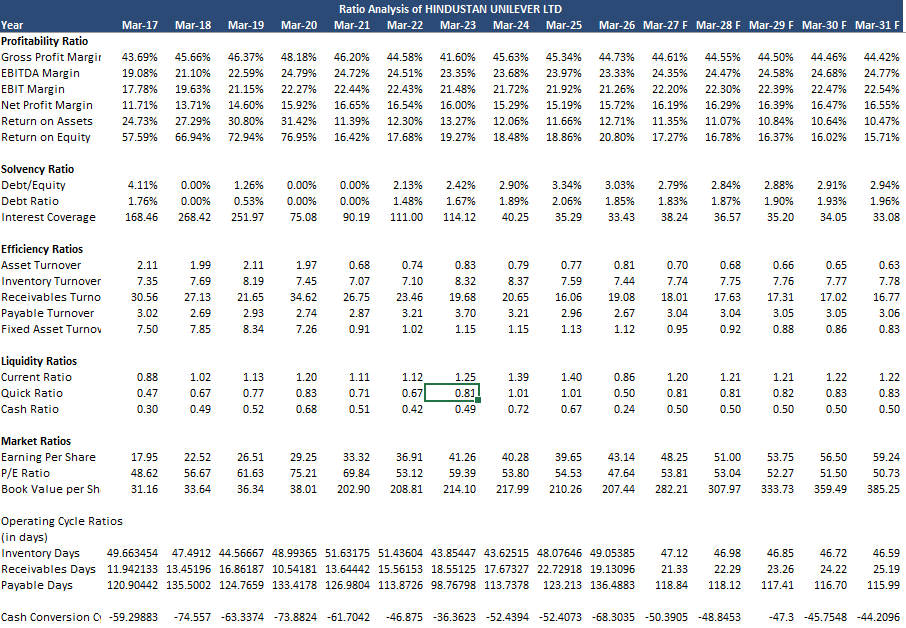 Ratio Analysis of HINDUSTAN UNILEVER LTD
Year Mar-17 Mar-18 Mar-19 Mar-20 Mar-21 Mar-22 Mar-23 Mar-24 Mar-25 Mar-26 Mar-27 F Mar-28 F Mar-29 F Mar-30 F Mar-31 F
Profitability Ratio
Gross Profit Margin 43.69% 45.66% 46.37% 48.18% 46.20% 44.58% 41.60% 45.63% 45.34% 44.73% 44.61% 44.55% 44.50% 44.46% 44.42%
EBITDA Margin 19.08% 21.10% 22.59% 24.79% 24.72% 24.51% 23.35% 23.68% 23.97% 23.33% 24.35% 24.47% 24.58% 24.68% 24.77%
EBIT Margin 17.78% 19.63% 21.15% 22.27% 22.44% 22.43% 21.48% 21.72% 21.92% 21.26% 22.20% 22.30% 22.39% 22.47% 22.54%
Net Profit Margin 11.71% 13.71% 14.60% 15.92% 16.65% 16.54% 16.00% 15.29% 15.19% 15.72% 16.19% 16.29% 16.39% 16.47% 16.55%
Return on Assets 24.73% 27.29% 30.80% 31.42% 11.39% 12.30% 13.27% 12.06% 11.66% 12.71% 11.35% 11.07% 10.84% 10.64% 10.47%
Return on Equity 57.59% 66.94% 72.94% 76.95% 16.42% 17.68% 19.27% 18.48% 18.86% 20.80% 17.27% 16.78% 16.37% 16.02% 15.71%
Solvency Ratio
Debt/Equity 4.11% 0.00% 1.26% 0.00% 0.00% 2.13% 2.42% 2.90% 3.34% 3.03% 2.79% 2.84% 2.88% 2.91% 2.94%
Debt Ratio 1.76% 0.00% 0.53% 0.00% 0.00% 1.48% 1.67% 1.89% 2.06% 1.85% 1.83% 1.87% 1.90% 1.93% 1.96%
Interest Coverage 168.46 268.42 251.97 75.08 90.19 111.00 114.12 40.25 35.29 33.43 38.24 36.57 35.20 34.05 33.08
Efficiency Ratios
Asset Turnover 2.11 1.99 2.11 1.97 0.68 0.74 0.83 0.79 0.77 0.81 0.70 0.68 0.66 0.65 0.63
Inventory Turnover 7.35 7.69 8.19 7.45 7.07 7.10 8.32 8.37 7.59 7.44 7.74 7.75 7.76 7.77 7.78
Receivables Turno 30.56 27.13 21.65 34.62 26.75 23.46 19.68 20.65 16.06 19.08 18.01 17.63 17.31 17.02 16.77
Payable Turnover 3.02 2.69 2.93 2.74 2.87 3.21 3.70 3.21 2.96 2.67 3.04 3.04 3.05 3.05 3.06
Fixed Asset Turnov 7.50 7.85 8.34 7.26 0.91 1.02 1.15 1.15 1.13 1.12 0.95 0.92 0.88 0.86 0.83
Liquidity Ratios
Current Ratio 0.88 1.02 1.13 1.20 1.11 1.12 1.25 1.39 1.40 0.86 1.20 1.21 1.21 1.22 1.22
Quick Ratio 0.47 0.67 0.77 0.83 0.71 0.67 0.81 1.01 1.01 0.50 0.81 0.81 0.82 0.83 0.83
Cash Ratio 0.30 0.49 0.52 0.68 0.51 0.42 0.49 0.72 0.67 0.24 0.50 0.50 0.50 0.50 0.50
Market Ratios
Earning Per Share 17.95 22.52 26.51 29.25 33.32 36.91 41.26 40.28 39.65 43.14 48.25 51.00 53.75 56.50 59.24
P/E Ratio 48.62 56.67 61.63 75.21 69.84 53.12 59.39 53.80 54.53 47.64 53.81 53.04 52.27 51.50 50.73
Book Value per Sh 31.16 33.64 36.34 38.01 202.90 208.81 214.10 217.99 210.26 207.44 282.21 307.97 333.73 359.49 385.25
Operating Cycle Ratios
(in days)
Inventory Days 49.663454 47.4912 44.56667 48.99365 51.63175 51.43604 43.85447 43.62515 48.07646 49.05385 47.12 46.98 46.85 46.72 46.59
Receivables Days 11.942133 13.45196 16.86187 10.54181 13.64442 15.56153 18.55125 17.67327 22.72918 19.13096 21.33 22.29 23.26 24.22 25.19
Payable Days 120.90442 135.5002 124.7659 133.4178 126.9804 113.8726 98.76798 113.7378 123.213 136.4883 118.84 118.12 117.41 116.70 115.99
Cash Conversion Cy -59.29883 -74.557 -63.3374 -73.8824 -61.7042 -46.875 -36.3623 -52.4394 -52.4073 -68.3035 -50.3905 -48.8453 -47.3 -45.7548 -44.2096